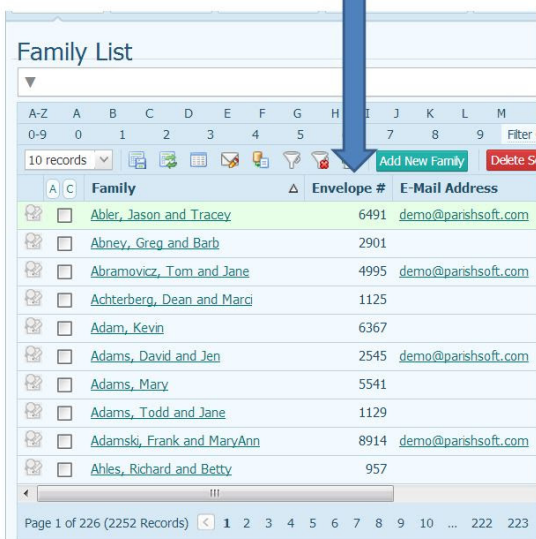 Family List
A-Z A B C D E F G H I J K L M
0-9 0 1 2 3 4 5 7 8 9 Filter
10 records Add New Family Delete Se
A C Family Envelope # E-Mail Address
Abler, Jason and Tracey 6491 demo@parishsoft.com
Abney, Greg and Barb 2901
Abramovicz, Tom and Jane 4995 demo@parishsoft.com
Achterberg, Dean and Marci 1125
Adam, Kevin 6367
Adams, David and Jen 2545 demo@parishsoft.com
Adams, Mary 5541
Adams, Todd and Jane 1129
Adamski, Frank and MaryAnn 8914 demo@parishsoft.com
Ahles, Richard and Betty 957
Page 1 of 226 (2252 Records) 1 2 3 4 5 6 7 8 9 10 ... 222 223